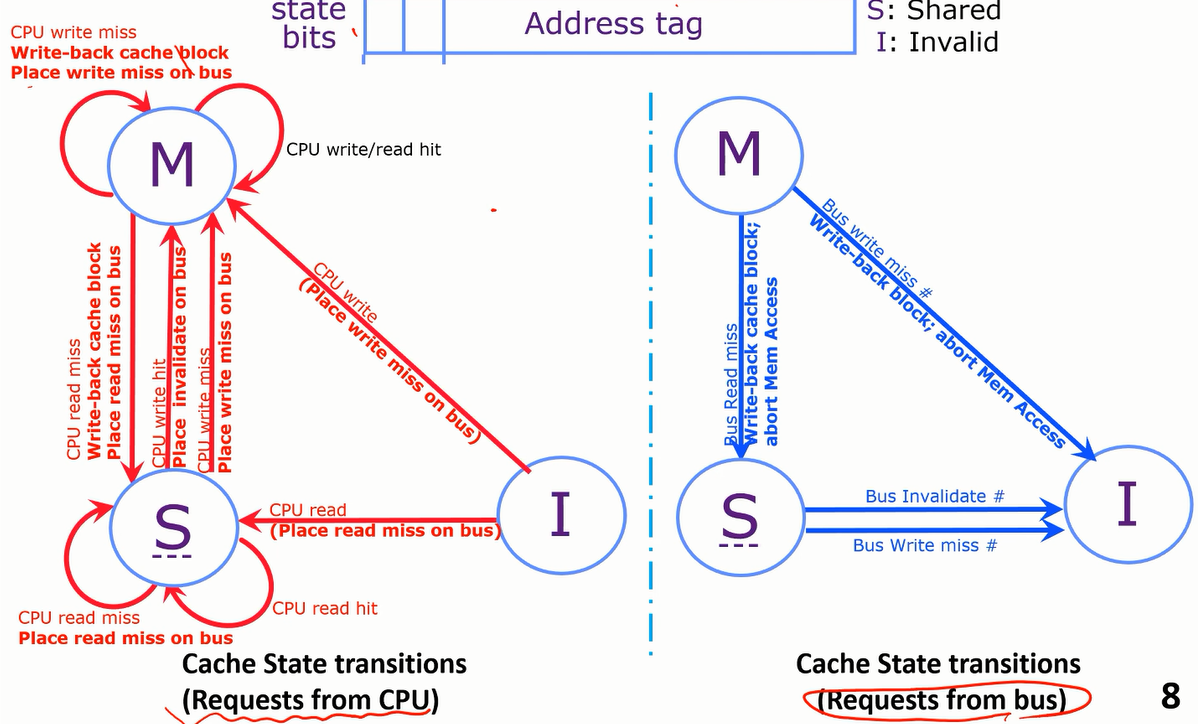 state
bits
Address tag
S: Shared
I: Invalid
CPU write miss
Write-back cache block
Place write miss on bus
M
CPU write/read hit
CPU read miss
Write-back cache block
Place read miss on bus
CPU write hit
Place invalidate on bus
CPU write miss
Place write miss on bus
CPU write
(Place write miss on bus)
S
I
CPU read
(Place read miss on bus)
CPU read miss
Place read miss on bus
CPU read hit
Cache State transitions
(Requests from CPU)
M
Bus write miss #
Write-back block; abort Mem Access
Bus Read miss
Write-back cache block;
abort Mem Access
S
I
Bus Invalidate #
Bus Write miss #
Cache State transitions
(Requests from bus)
8